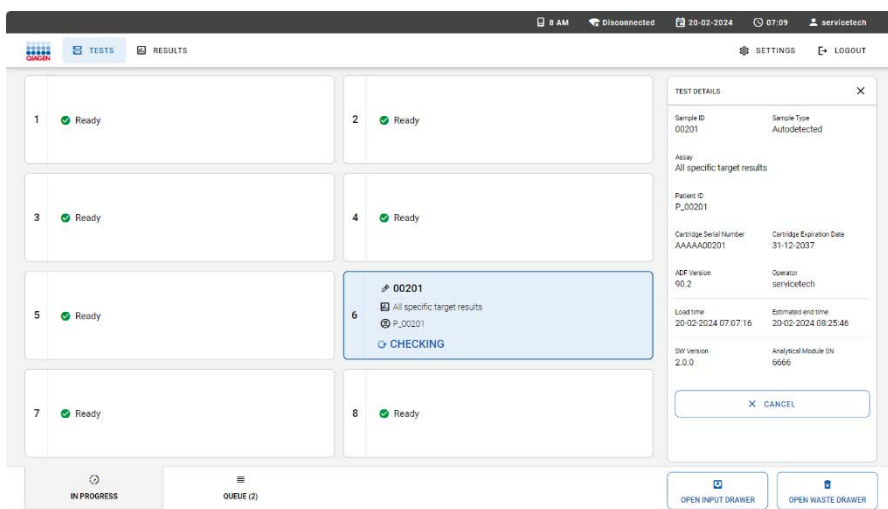 8 AM Disconnected 20-02-2024 07:09 servicetech
QIAGEN TESTS RESULTS SETTINGS LOGOUT
1 Ready
2 Ready
3 Ready
4 Ready
5 Ready
6 00201
All specific target results
P_00201
CHECKING
7 Ready
8 Ready
TEST DETAILS
Sample ID Sample Type
00201 Autodetected
Assay
All specific target results
Patient ID
P_00201
Cartridge Serial Number Cartridge Expiration Date
AAAAA00201 31-12-2037
ADF Version Operator
90.2 servicetech
Load time Estimated end time
20-02-2024 07:07:16 20-02-2024 08:25:46
SW Version Analytical Module SN
2.0.0 6666
CANCEL
IN PROGRESS QUEUE (2) OPEN INPUT DRAWER OPEN WASTE DRAWER